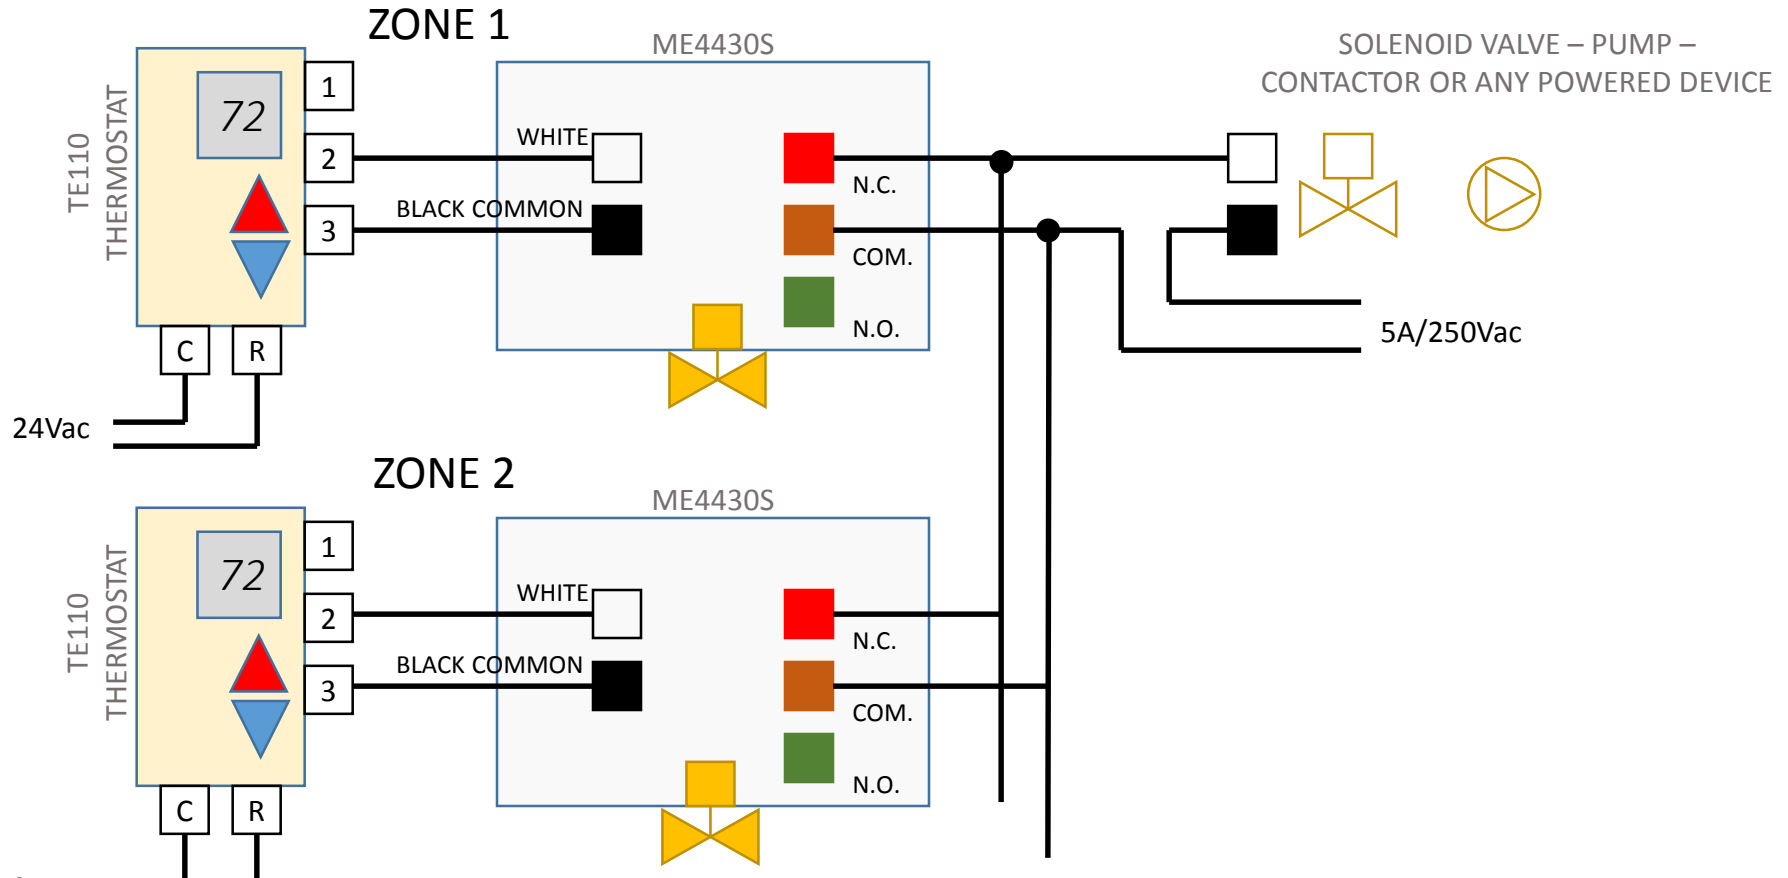 ZONE 1
ME4430S
SOLENOID VALVE – PUMP –
CONTACTOR OR ANY POWERED DEVICE
TE110
THERMOSTAT
72
1
2
3
WHITE
BLACK COMMON
N.C.
COM.
N.O.
C
R
24Vac
5A/250Vac
ZONE 2
ME4430S
TE110
THERMOSTAT
72
1
2
3
WHITE
BLACK COMMON
N.C.
COM.
N.O.
C
R